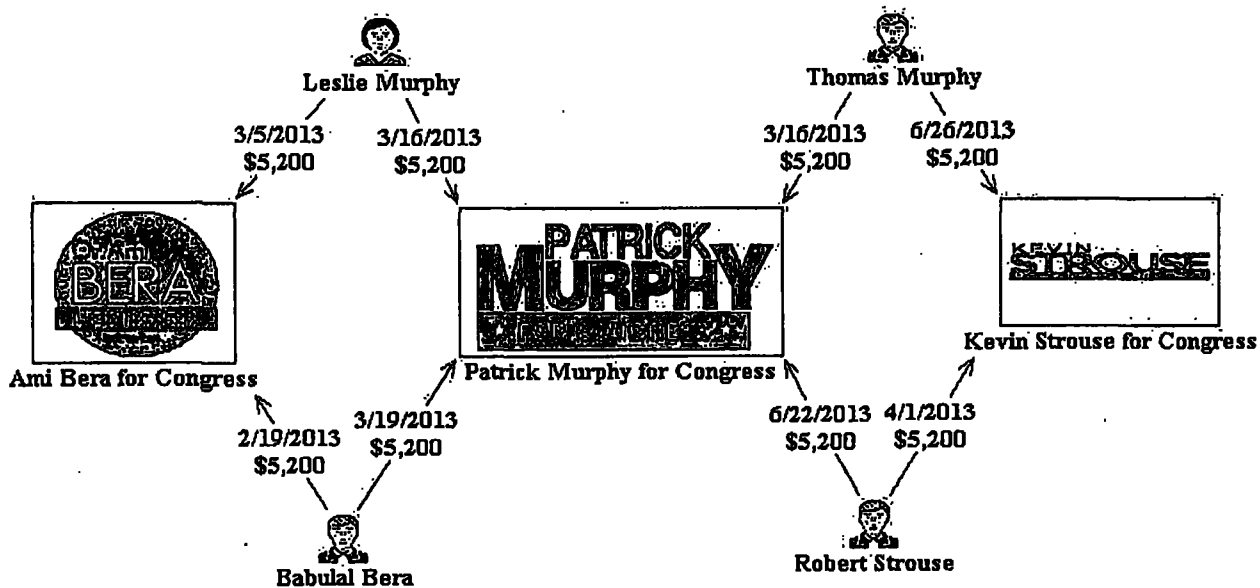 Leslie Murphy
Thomas Murphy
3/5/2013
$5,200
3/16/2013
$5,200
3/16/2013
$5,200
6/26/2013
$5,200
BERA
PATRICK
MURPHY
KEVIN
STROUSE
Ami Bera for Congress
Patrick Murphy for Congress
Kevin Strouse for Congress
2/19/2013
$5,200
3/19/2013
$5,200
6/22/2013
$5,200
4/1/2013
$5,200
Babulal Bera
Robert Strouse